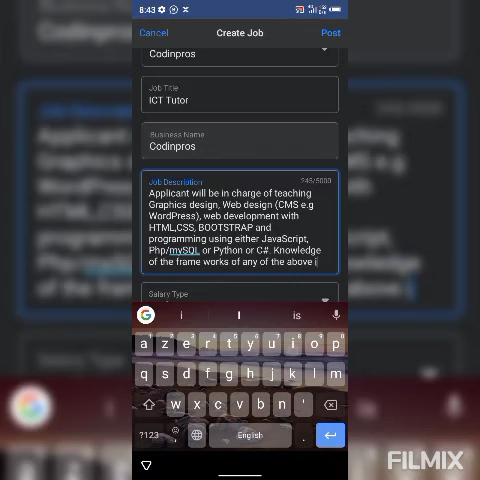 8:43
Cancel
Create Job
Post
Codinpros
Job Title
ICT Tutor
Business Name
Codinpros
Job Description
245/5000
Applicant will be in charge of teaching
Graphics design, Web design (CMS e.g
WordPress), web development with
HTML,CSS, BOOTSTRAP and
programming using either JavaScript,
Php/mySQL or Python or C#. Knowledge
of the frame works of any of the above i
Salary Type
i
I
is
a z e r t y u i o p
q s d f g h j k l m
w x c v b n '
?123
,
English
.
FILMIX